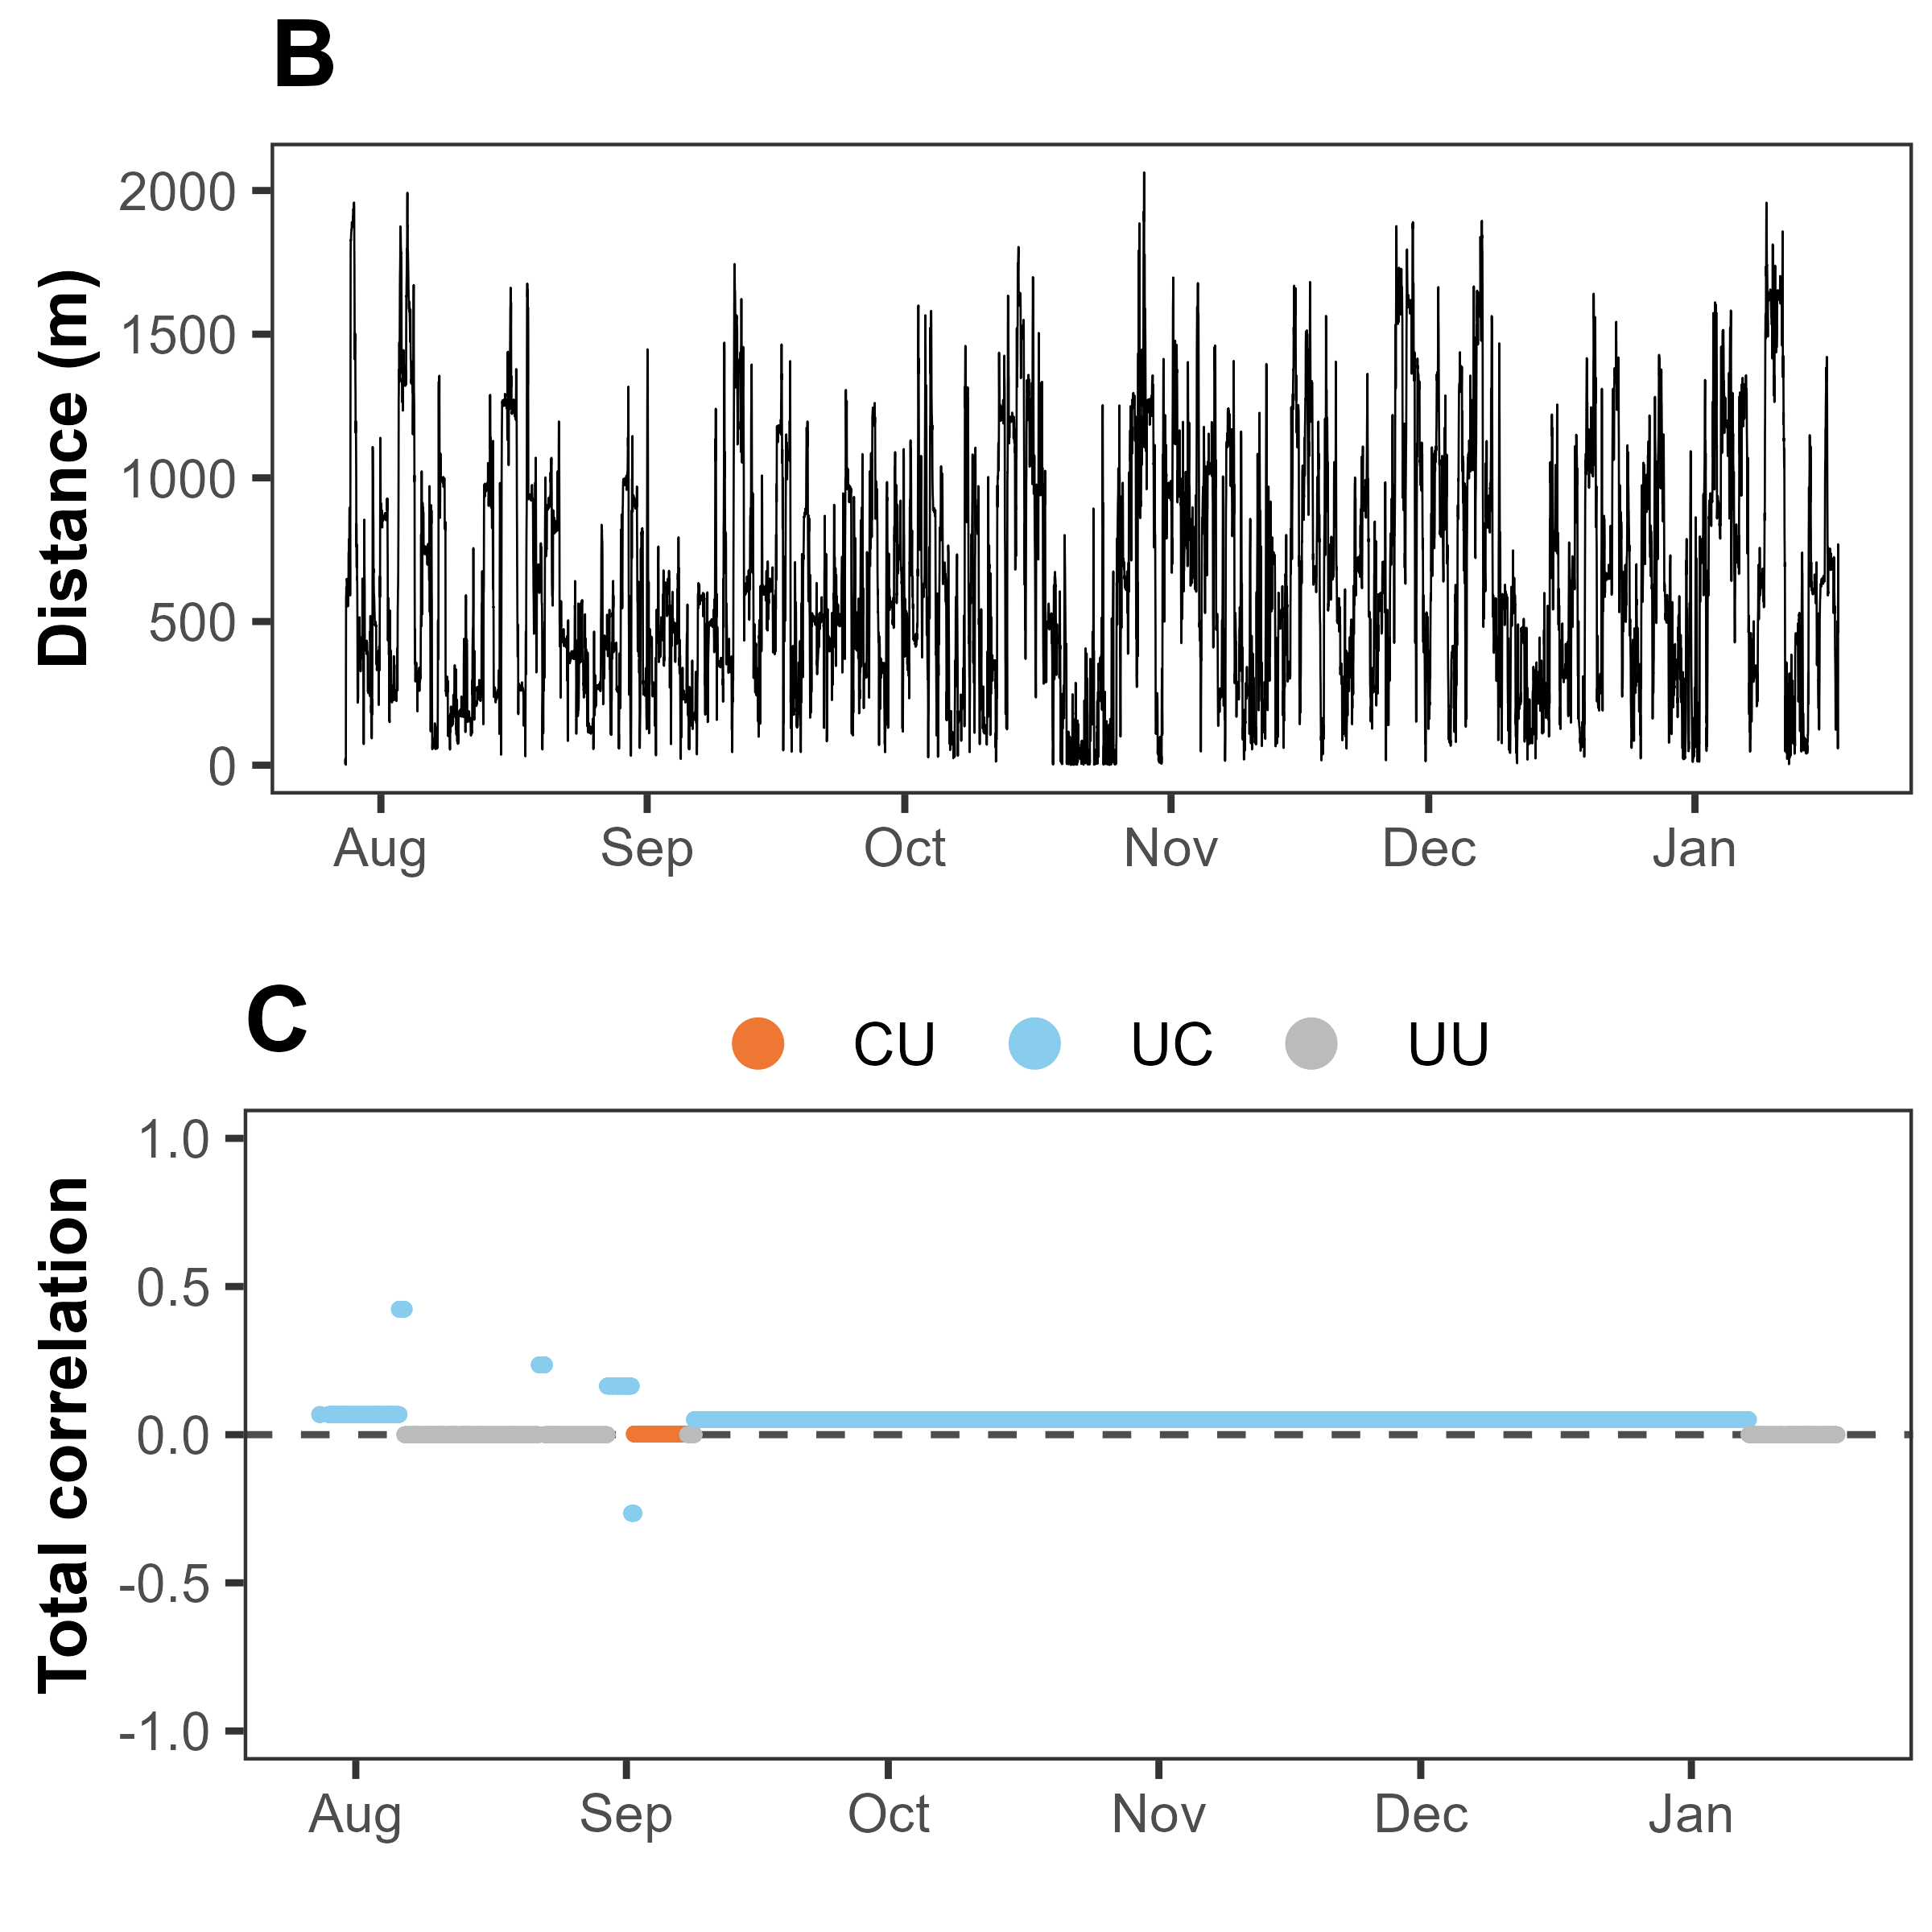 B
Distance (m)
2000
1500
1000
500
0
Aug Sep Oct Nov Dec Jan
C
CU UC UU
Total correlation
1.0
0.5
0.0
-0.5
-1.0
Aug Sep Oct Nov Dec Jan